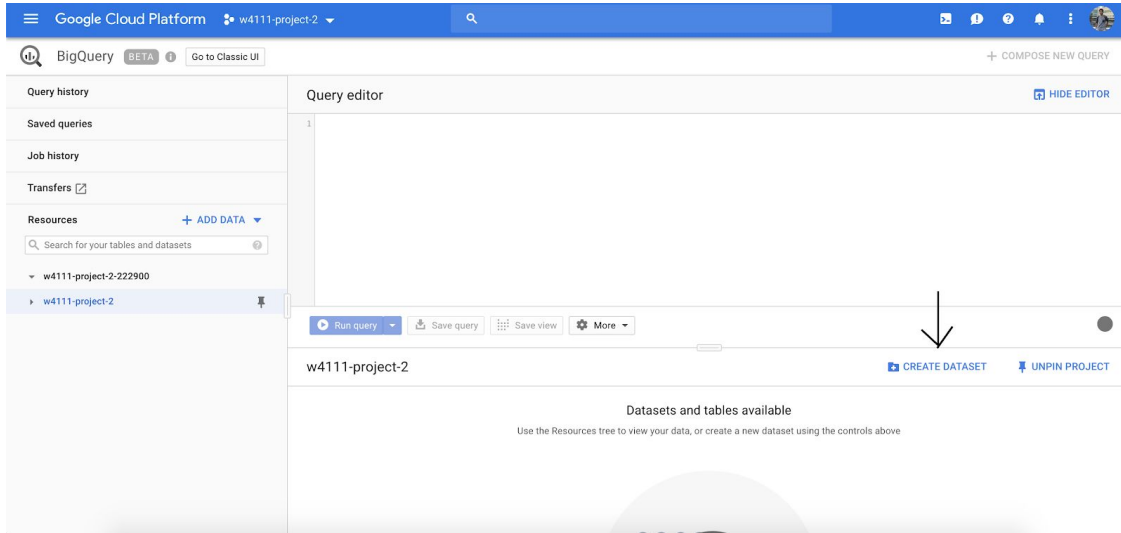 Google Cloud Platform w4111-project-2
BigQuery BETA Go to Classic UI + COMPOSE NEW QUERY
Query history
Saved queries
Job history
Transfers
Resources + ADD DATA
Search for your tables and datasets
w4111-project-2-222900
w4111-project-2
Query editor HIDE EDITOR
1
Run query Save query Save view More
w4111-project-2 CREATE DATASET UNPIN PROJECT
Datasets and tables available
Use the Resources tree to view your data, or create a new dataset using the controls above